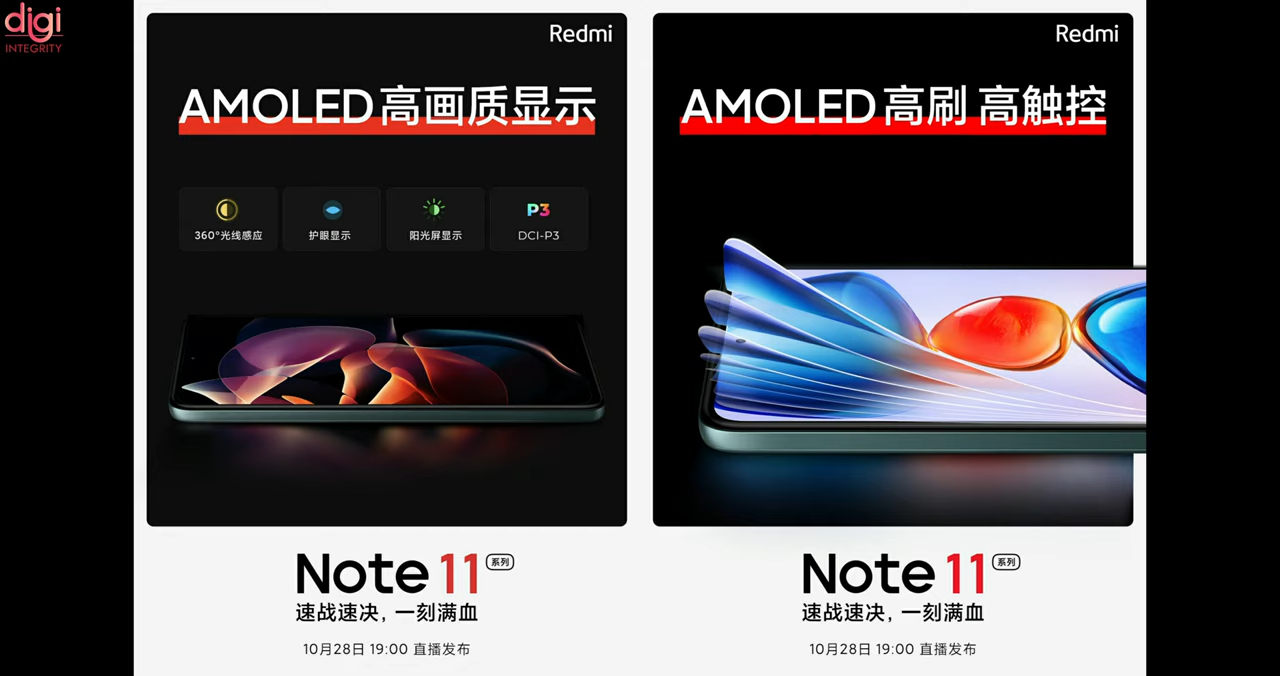 digi
INTEGRITY
Redmi
AMOLED高画质显示
360°光线感应
护眼显示
阳光屏显示
P3
DCI-P3
Note 11 系列
速战速决，一刻满血
10月28日 19:00 直播发布
Redmi
AMOLED高刷 高触控
Note 11 系列
速战速决，一刻满血
10月28日 19:00 直播发布